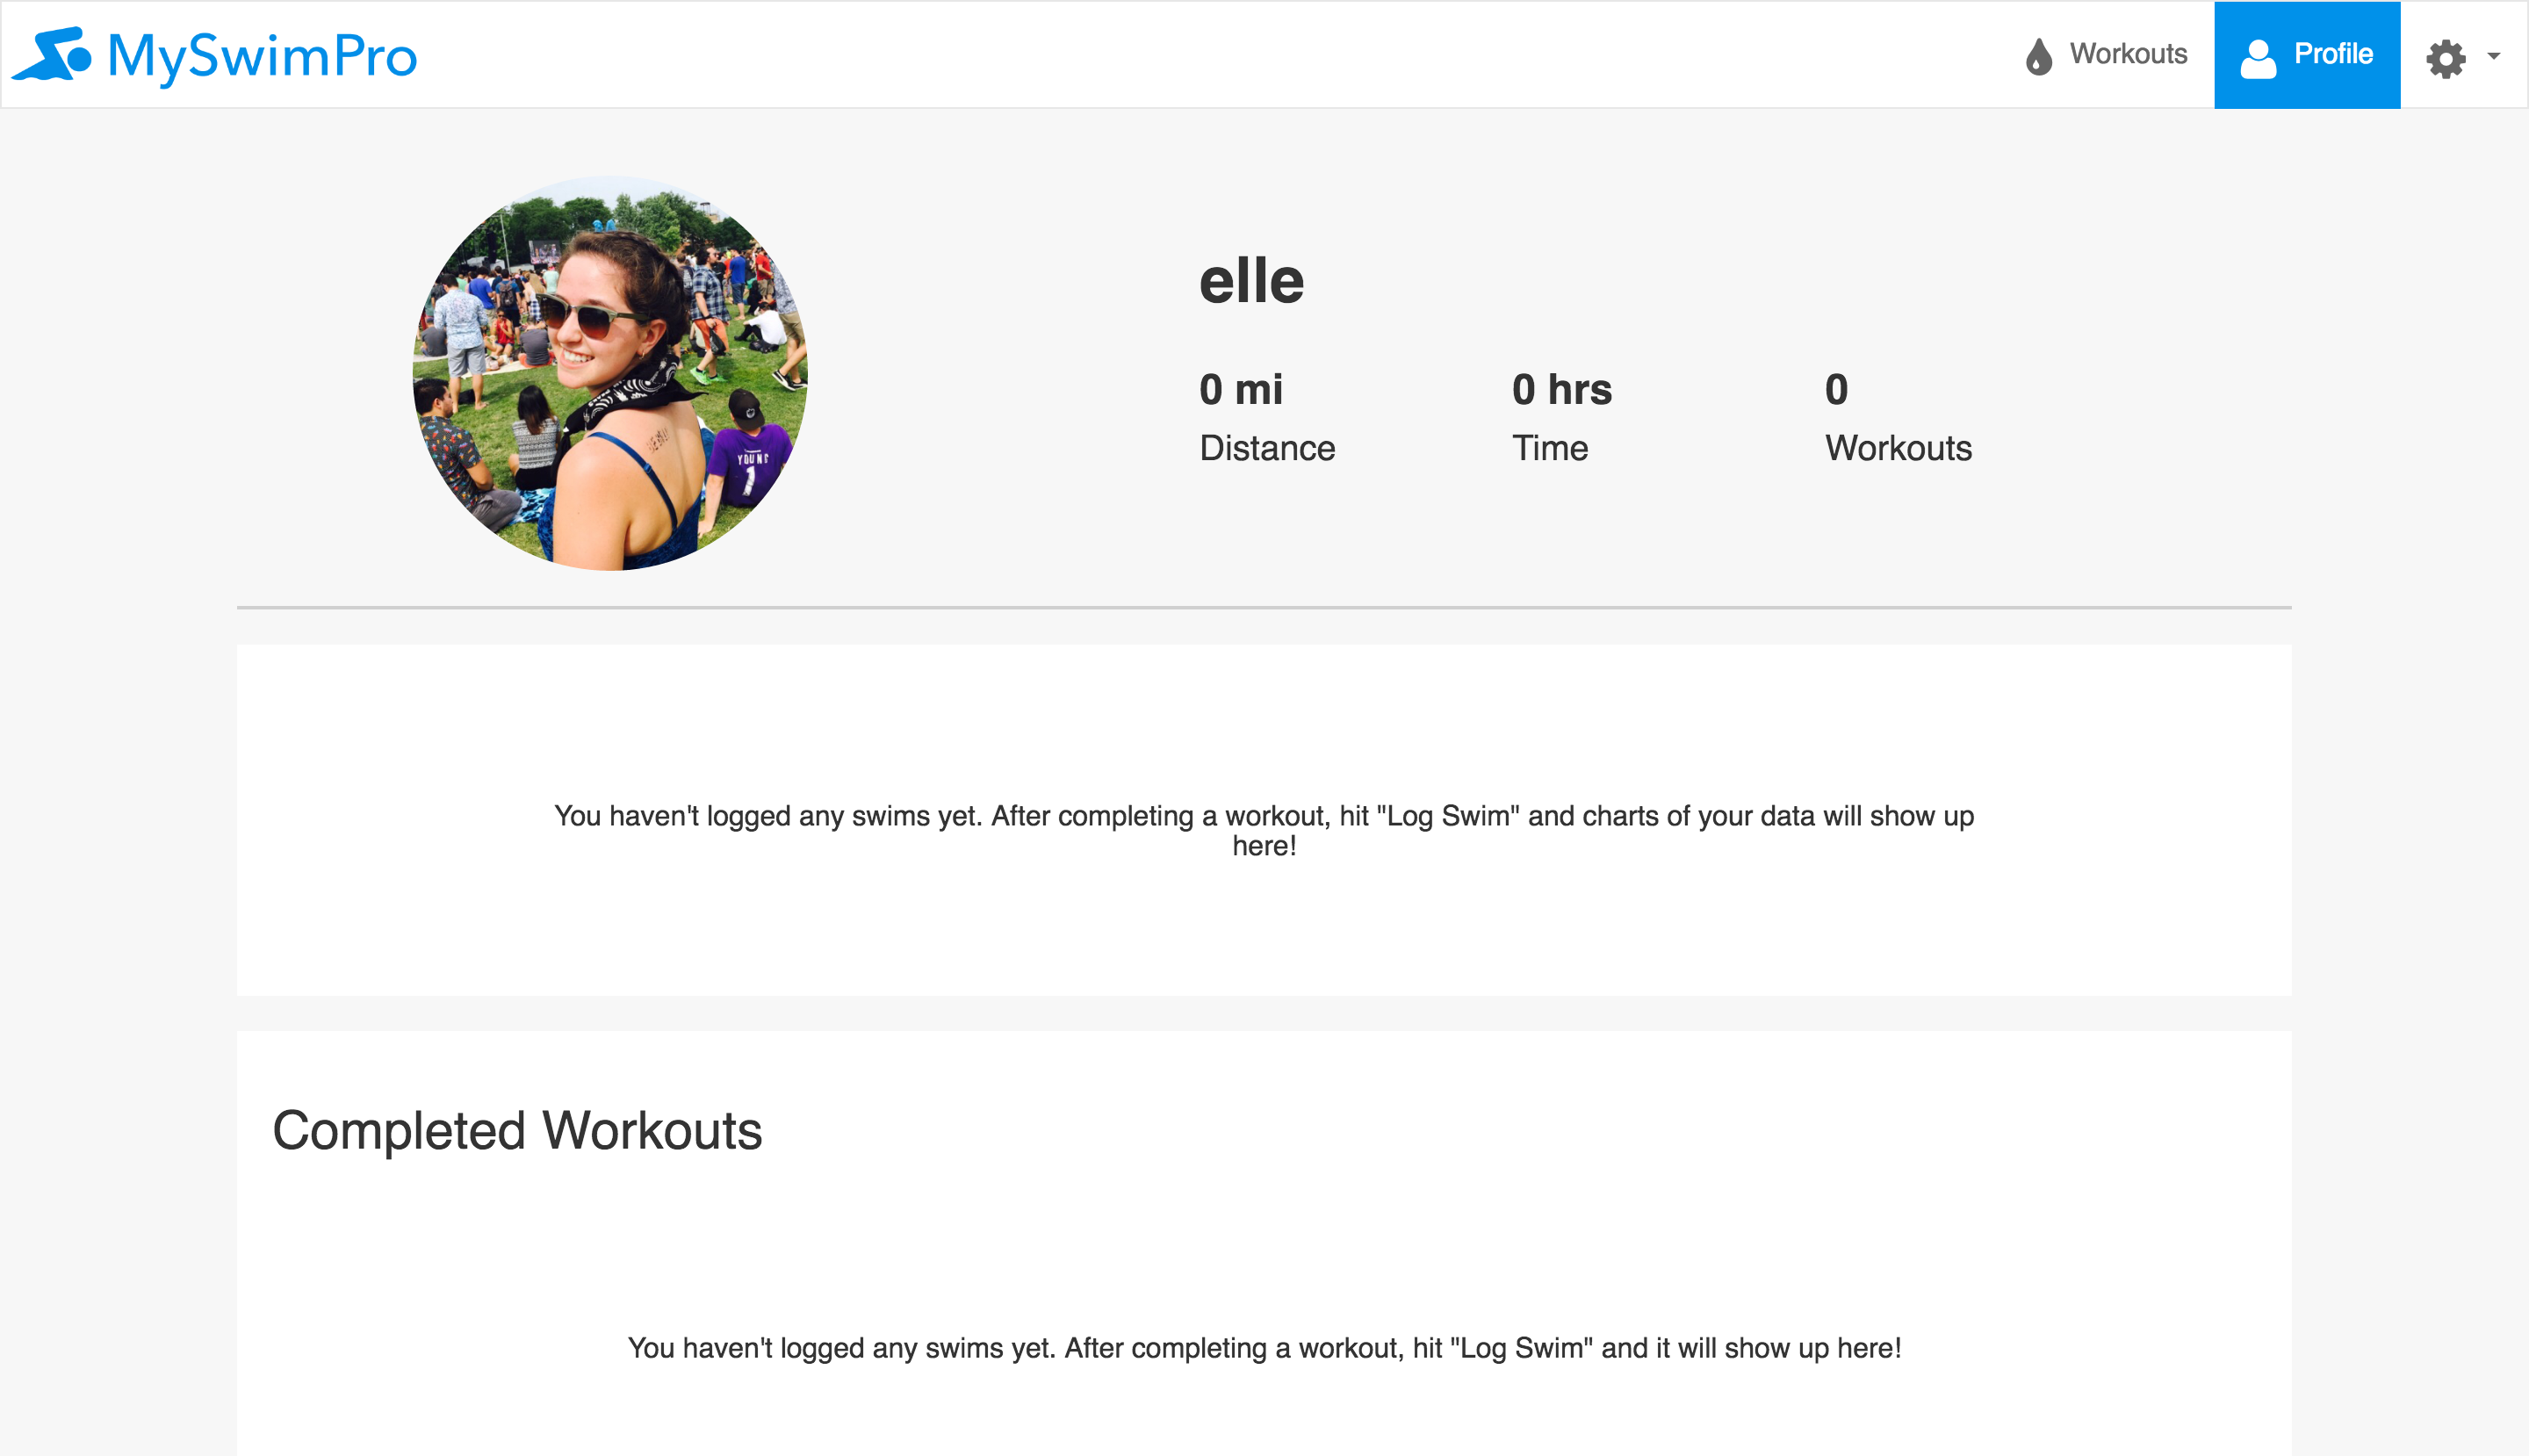 MySwimPro
Workouts
Profile
elle
0 mi
Distance
0 hrs
Time
0
Workouts
YOUNG
1
You haven't logged any swims yet. After completing a workout, hit "Log Swim" and charts of your data will show up
here!
Completed Workouts
You haven't logged any swims yet. After completing a workout, hit "Log Swim" and it will show up here!